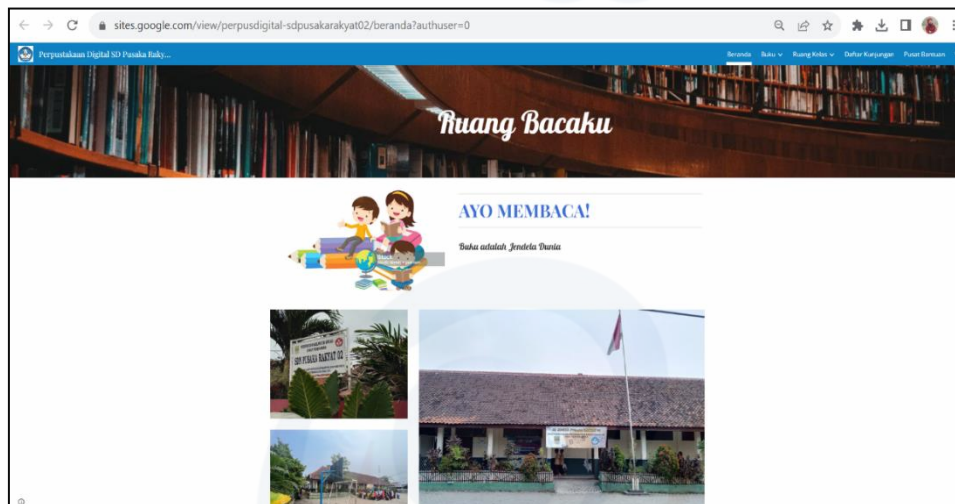 sites.google.com/view/perpusdigital-sdpusakarakyat02/beranda?authuser=0
Perpustakaan Digital SD Pusaka Raky...
Beranda Buku Ruang Kelas Daftar Kunjungan Pusat Bantuan
Ruang Bacaku
AYO MEMBACA!
Buku adalah Jendela Dunia
SDN PUSAKA RAKYAT 02